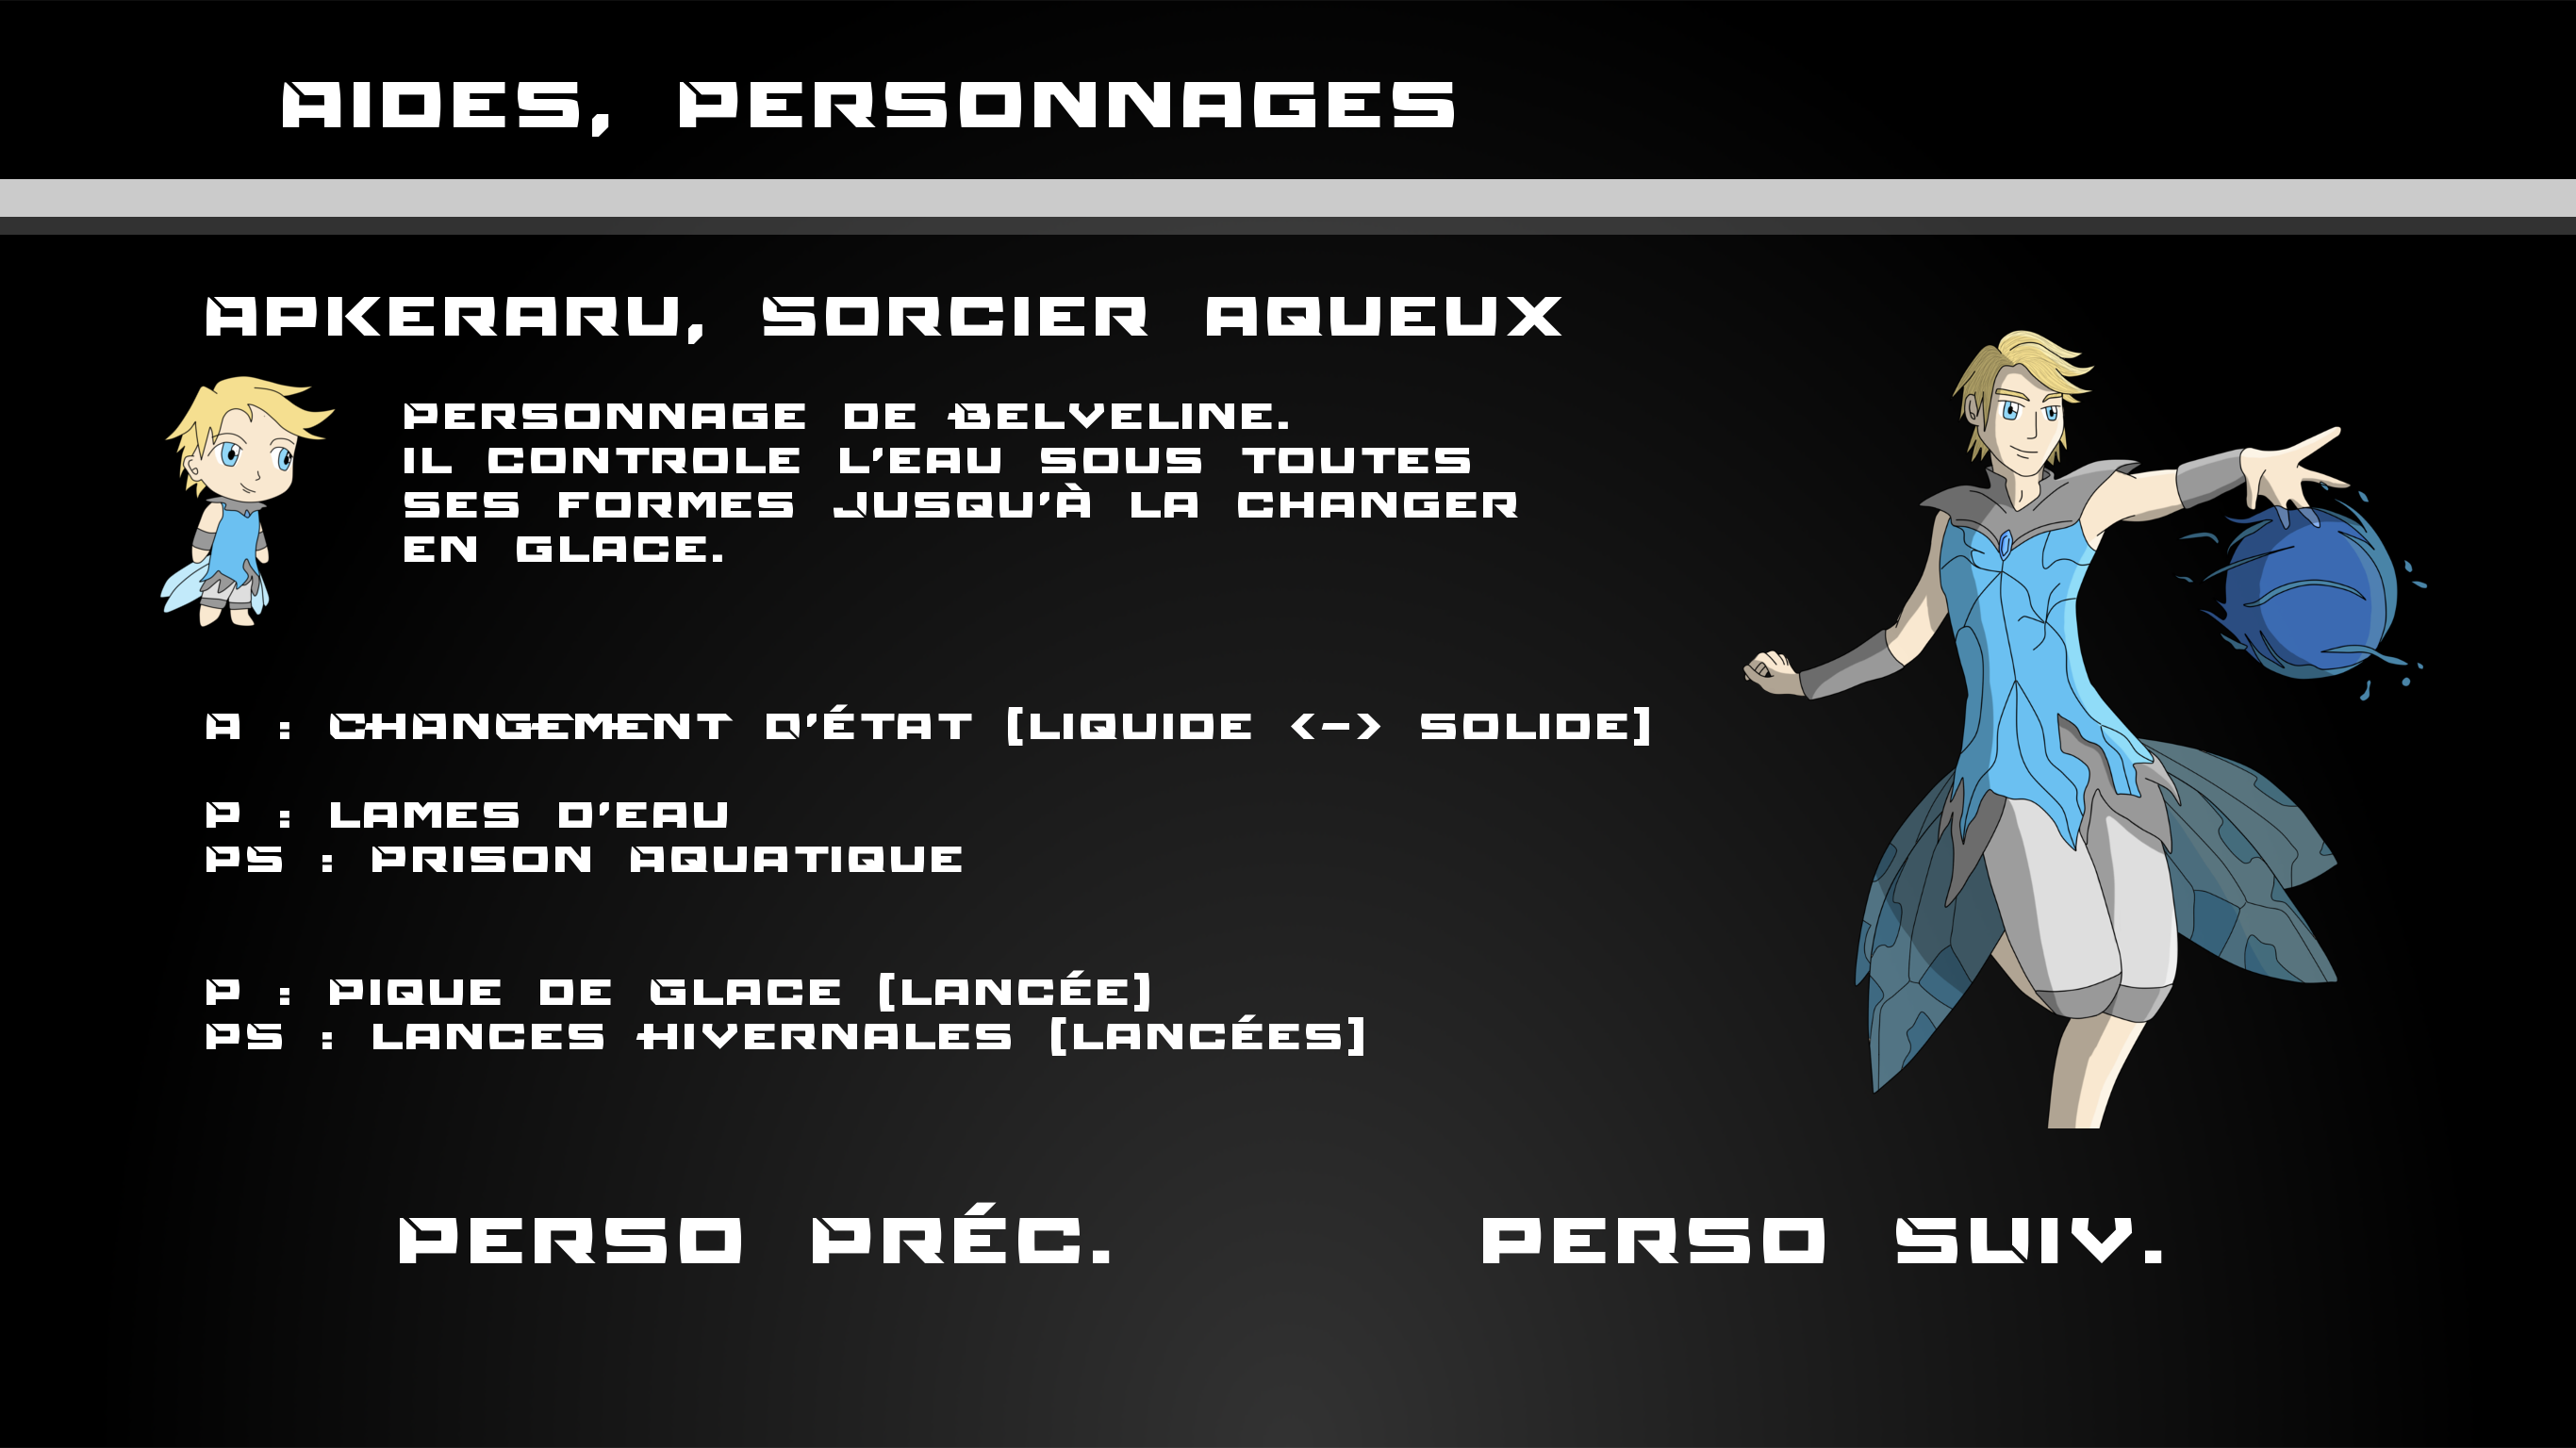 Aides, Personnages
Apkeraru, Sorcier aqueux
Personnage de Belveline.
Il controle l'eau sous toutes
ses formes jusqu'à la changer
en glace.
A : Changement d'état [liquide <-> solide]
P : Lames d'eau
PS : Prison Aquatique
P : Pique de Glace [lancée]
PS : Lances Hivernales [lancées]
Perso Préc.
Perso Suiv.